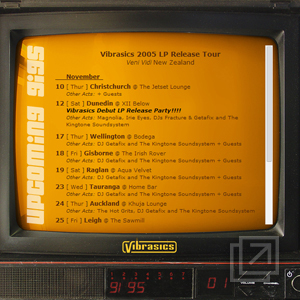 Vibrasics 2005 LP Release Tour
Veni Vidi New Zealand
upcoming gigs
November
10 [ Thur ] Christchurch @ The Jetset Lounge
Other Acts: + Guests
12 [ Sat ] Dunedin @ XII Below
Vibrasics Debut LP Release Party!!!!
Other Acts: Magnolia, Irie Eyes, DJs Fracture & Getafix and The
Kingtone Soundsystem
17 [ Thur ] Wellington @ Bodega
Other Acts: DJ Getafix and The Kingtone Soundsystem + Guests
18 [ Fri ] Gisborne @ The Irish Rover
Other Acts: DJ Getafix and The Kingtone Soundsystem + Guests
19 [ Sat ] Raglan @ Aqua Velvet
Other Acts: DJ Getafix and The Kingtone Soundsystem + Guests
23 [ Wed ] Tauranga @ Home Bar
Other Acts: DJ Getafix and The Kingtone Soundsystem + Guests
24 [ Thur ] Auckland @ Khuja Lounge
Other Acts: The Hot Grits, DJ Getafix and The Kingtone Soundsystem
25 [ Fri ] Leigh @ The Sawmill
Vibrasics
9 : 95
01